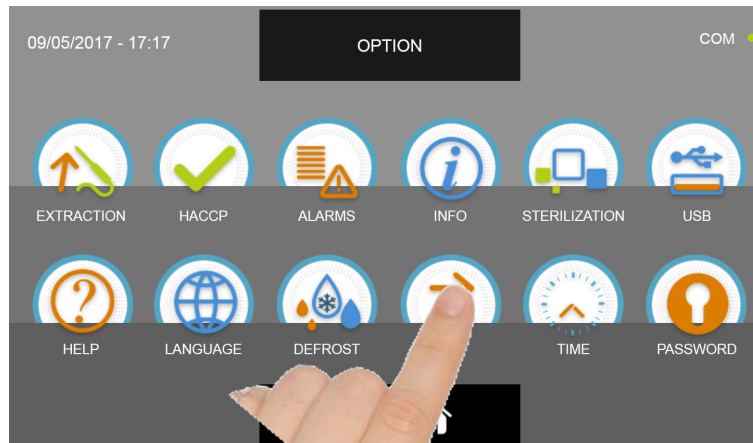 09/05/2017 - 17:17
OPTION
COM
EXTRACTION
HACCP
ALARMS
INFO
STERILIZATION
USB
HELP
LANGUAGE
DEFROST
TIME
PASSWORD